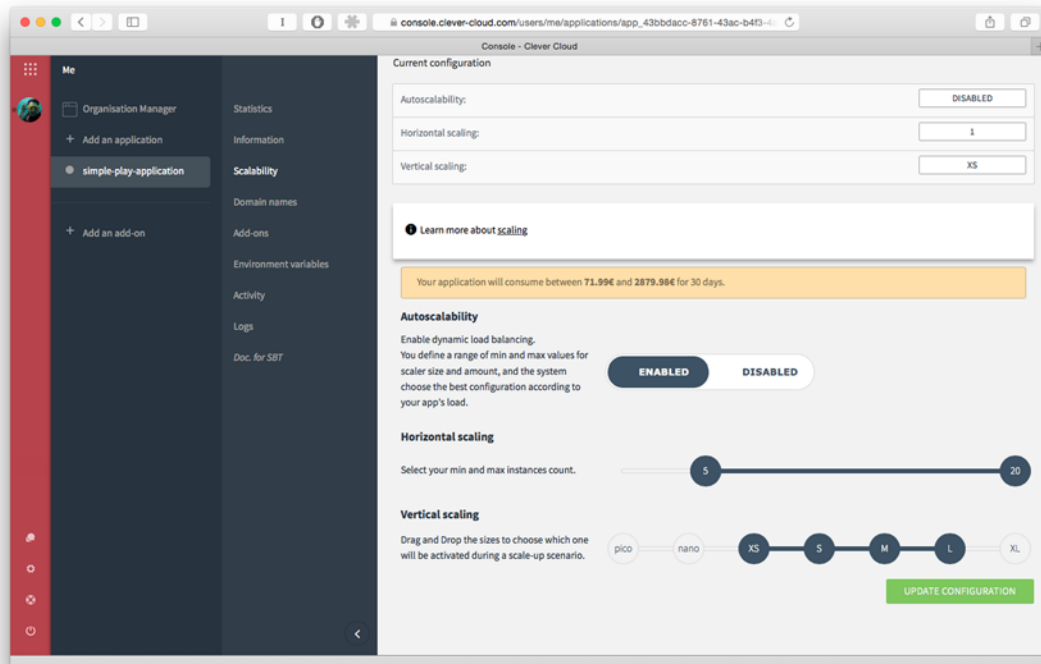 console.clever-cloud.com/users/me/applications/app_43bbdacc-8761-43ac-b4f3-4
Console - Clever Cloud
Me
Organisation Manager
+ Add an application
simple-play-application
+ Add an add-on
Statistics
Information
Scalability
Domain names
Add-ons
Environment variables
Activity
Logs
Doc. for SBT
Current configuration
Autoscalability: DISABLED
Horizontal scaling: 1
Vertical scaling: XS
Learn more about scaling
Your application will consume between 71.99€ and 2879.98€ for 30 days.
Autoscalability
Enable dynamic load balancing.
You define a range of min and max values for
scaler size and amount, and the system
choose the best configuration according to
your app's load.
ENABLED DISABLED
Horizontal scaling
Select your min and max instances count.
5 20
Vertical scaling
Drag and Drop the sizes to choose which one
will be activated during a scale-up scenario.
pico nano XS S M L XL
UPDATE CONFIGURATION